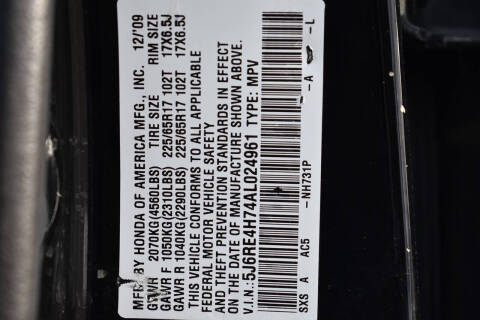 MFD BY HONDA OF AMERICA MFG., INC. 12/'09
GVWR 2070KG(4560LBS) TIRE SIZE RIM SIZE
GAWR F 1050KG(2310LBS) 225/65R17 102T 17X6.5J
GAWR R 1040KG(2290LBS) 225/65R17 102T 17X6.5J
THIS VEHICLE CONFORMS TO ALL APPLICABLE
FEDERAL MOTOR VEHICLE SAFETY
AND THEFT PREVENTION STANDARDS IN EFFECT
ON THE DATE OF MANUFACTURE SHOWN ABOVE.
V.I.N.: 5J6RE4H74AL024961 TYPE: MPV
NH731P -A -L
SXS A AC5